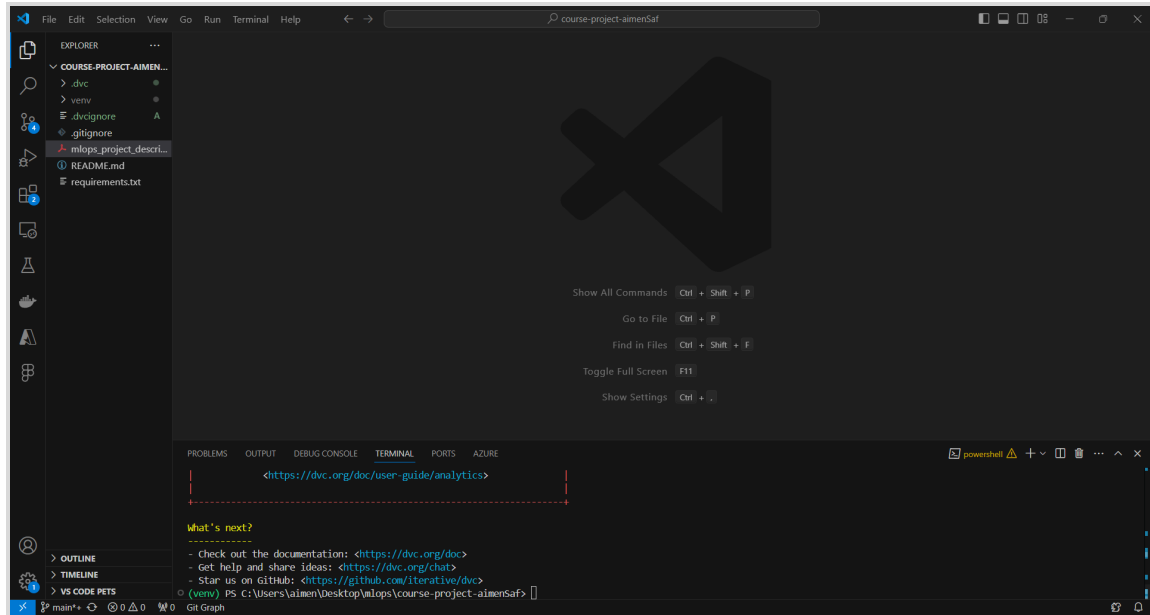 File Edit Selection View Go Run Terminal Help
course-project-aimenSaf
EXPLORER
COURSE-PROJECT-AIMEN...
.dvc
venv
.dvcignore A
.gitignore
mlops_project_descri...
README.md
requirements.txt
4
2
1
Show All Commands Ctrl + Shift + P
Go to File Ctrl + P
Find in Files Ctrl + Shift + F
Toggle Full Screen F11
Show Settings Ctrl + ,
PROBLEMS OUTPUT DEBUG CONSOLE TERMINAL PORTS AZURE
powershell
| <https://dvc.org/doc/user-guide/analytics> |
| |
+---------------------------------------------------------------------+
What's next?
------------
- Check out the documentation: <https://dvc.org/doc>
- Get help and share ideas: <https://dvc.org/chat>
- Star us on GitHub: <https://github.com/iterative/dvc>
(venv) PS C:\Users\aimen\Desktop\mlops\course-project-aimenSaf>
OUTLINE
TIMELINE
VS CODE PETS
main*+ 0 0 0 Git Graph